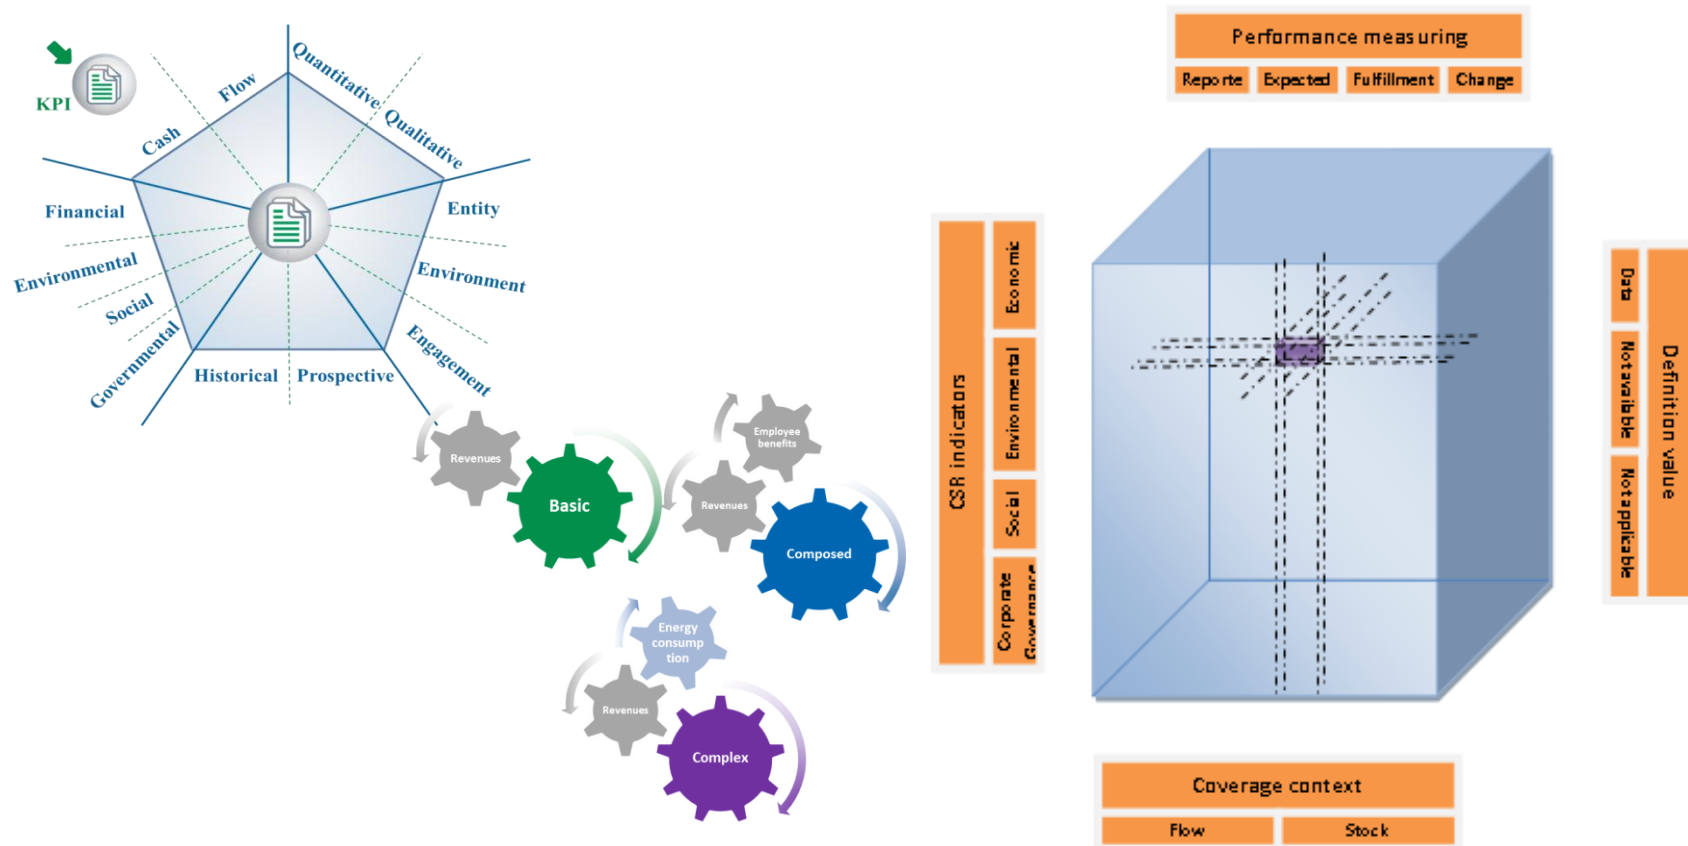 KPI
Cash
Flow
Quantitative
Qualitative
Financial
Environmental
Social
Governmental
Historical
Prospective
Entity
Environment
Engagement
Revenues
Basic
Employee
benefits
Revenues
Composed
Energy
consump
tion
Revenues
Complex
Performance measuring
Reporte
Expected
Fulfillment
Change
CSR indicators
Economic
Environmental
Social
Corporate
Governance
Data
Not available
Not applicable
Definition value
Coverage context
Flow
Stock